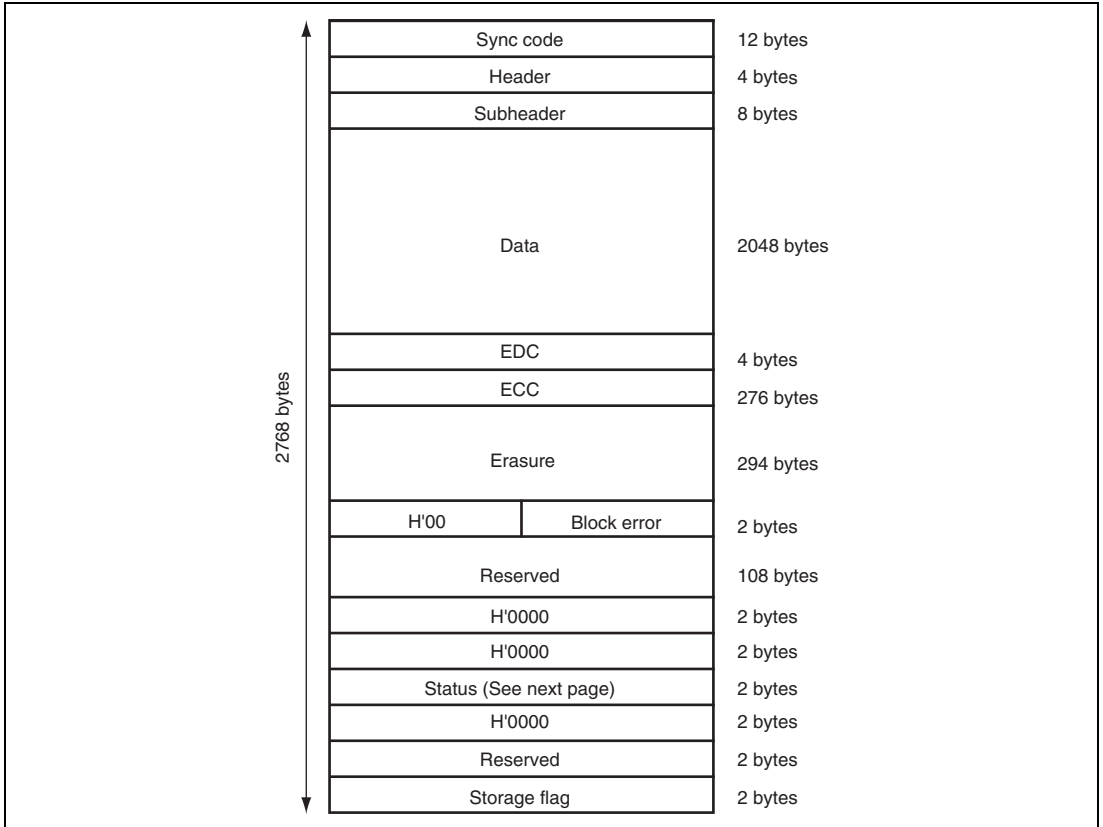 Sync code 12 bytes
Header 4 bytes
Subheader 8 bytes
Data 2048 bytes
EDC 4 bytes
ECC 276 bytes
2768 bytes
Erasure 294 bytes
H'00 Block error 2 bytes
Reserved 108 bytes
H'0000 2 bytes
H'0000 2 bytes
Status (See next page) 2 bytes
H'0000 2 bytes
Reserved 2 bytes
Storage flag 2 bytes